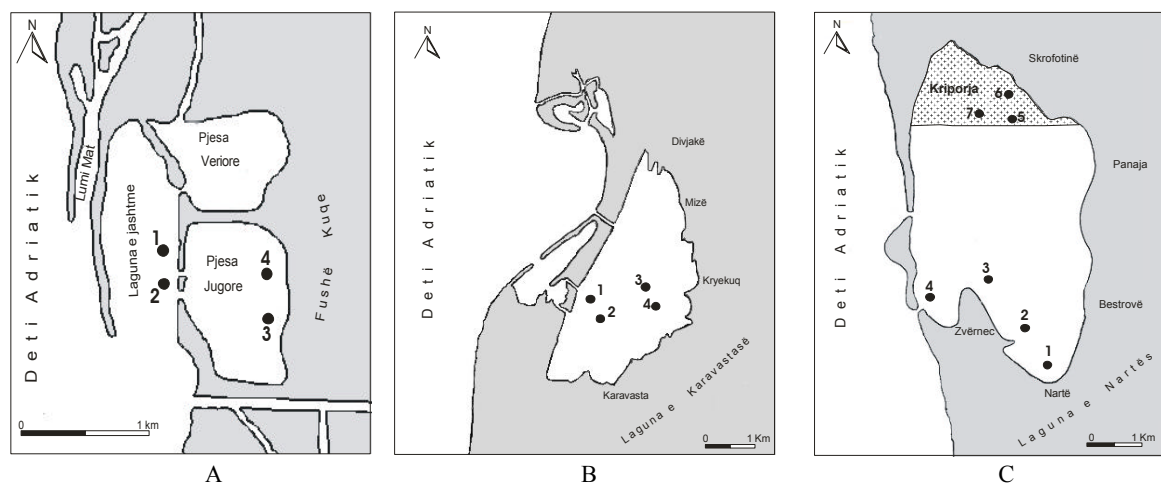 N
Deti Adriatik
Lumi Mat
Laguna e jashtme
Pjesa
Veriore
Pjesa
Jugore
Fushë Kuqe
1
2
4
3
0 1 km
A
N
Deti Adriatik
Divjakë
Mizë
Kryekuq
1
2
3
4
Karavasta
Laguna e Karavastasë
0 1 Km
B
N
Deti Adriatik
Skrofotinë
Kriporja
6
7
5
Panaja
3
4
2
Bestrovë
Zvërnec
1
Nartë
Laguna e Nartës
0 1 Km
C